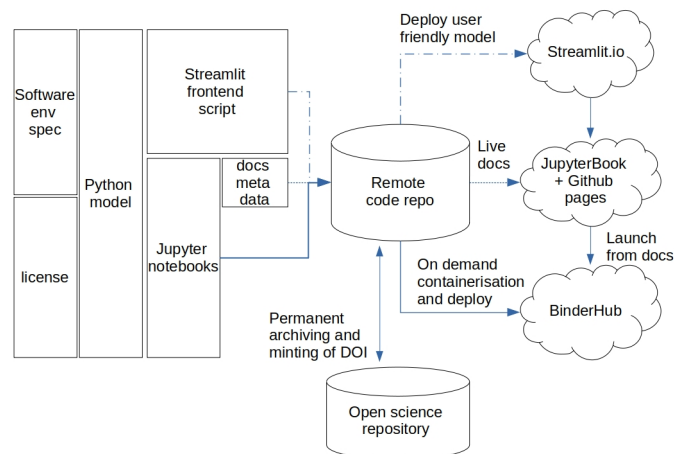 Software
env
spec
license
Python
model
Streamlit
frontend
script
docs
meta
data
Jupyter
notebooks
Deploy user
friendly model
Remote
code repo
Live
docs
On demand
containerisation
and deploy
Permanent
archiving and
minting of DOI
Open science
repository
Streamlit.io
JupyterBook
+ Github
pages
Launch
from docs
BinderHub